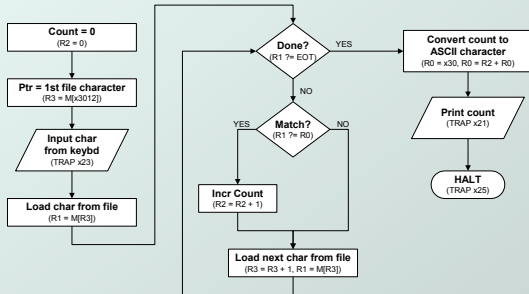 Count = 0
(R2 = 0)
Ptr = 1st file character
(R3 = M[x3012])
Input char
from keybd
(TRAP x23)
Load char from file
(R1 = M[R3])
Done?
(R1 ?= EOT)
YES
NO
Match?
(R1 ?= R0)
YES
NO
Incr Count
(R2 = R2 + 1)
Load next char from file
(R3 = R3 + 1, R1 = M[R3])
Convert count to
ASCII character
(R0 = x30, R0 = R2 + R0)
Print count
(TRAP x21)
HALT
(TRAP x25)